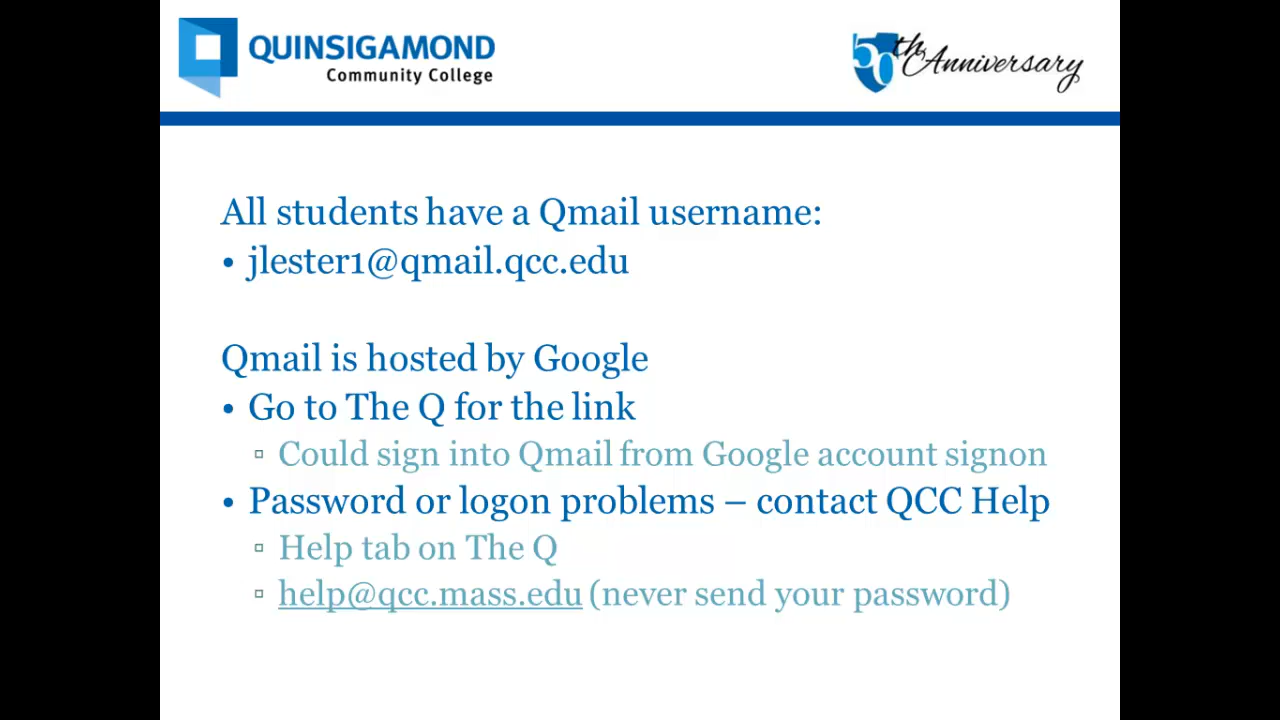 QUINSIGAMOND
Community College
50th Anniversary
All students have a Qmail username:
• jlester1@qmail.qcc.edu
Qmail is hosted by Google
• Go to The Q for the link
▫ Could sign into Qmail from Google account signon
• Password or logon problems – contact QCC Help
▫ Help tab on The Q
▫ help@qcc.mass.edu (never send your password)